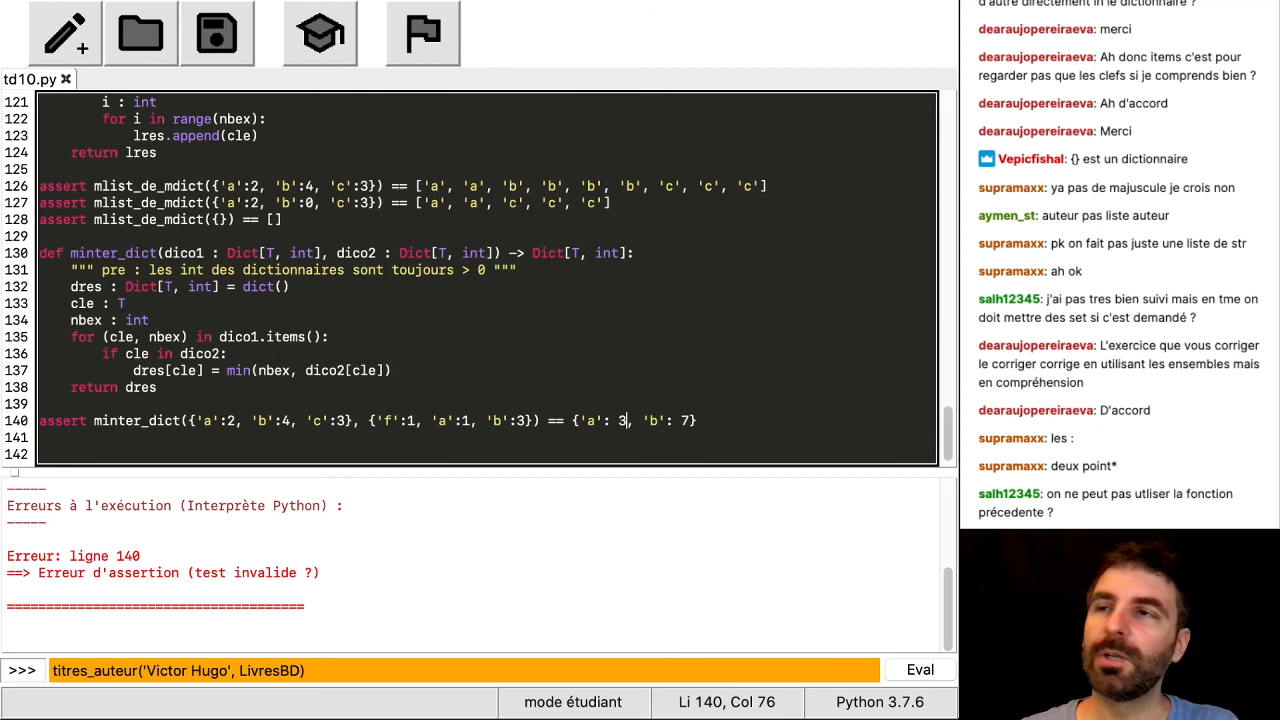 td10.py
121 i : int
122 for i in range(nbex):
123 lres.append(cle)
124 return lres
125
126 assert mlist_de_mdict({'a':2, 'b':4, 'c':3}) == ['a', 'a', 'b', 'b', 'b', 'b', 'c', 'c', 'c']
127 assert mlist_de_mdict({'a':2, 'b':0, 'c':3}) == ['a', 'a', 'c', 'c', 'c']
128 assert mlist_de_mdict({}) == []
129
130 def minter_dict(dico1 : Dict[T, int], dico2 : Dict[T, int]) -> Dict[T, int]:
131 """ pre : les int des dictionnaires sont toujours > 0 """
132 dres : Dict[T, int] = dict()
133 cle : T
134 nbex : int
135 for (cle, nbex) in dico1.items():
136 if cle in dico2:
137 dres[cle] = min(nbex, dico2[cle])
138 return dres
139
140 assert minter_dict({'a':2, 'b':4, 'c':3}, {'f':1, 'a':1, 'b':3}) == {'a': 3, 'b': 7}
141
142
-----
Erreurs à l'exécution (Interprète Python) :
-----
Erreur: ligne 140
==> Erreur d'assertion (test invalide ?)
=====================================
>>> titres_auteur('Victor Hugo', LivresBD) Eval
mode étudiant Li 140, Col 76 Python 3.7.6
d'autre directement in le dictionnaire ?
dearaujopereiraeva: merci
dearaujopereiraeva: Ah donc items c'est pour
regarder pas que les clefs si je comprends bien ?
dearaujopereiraeva: Ah d'accord
dearaujopereiraeva: Merci
Vepicfishal: {} est un dictionnaire
supramaxx: ya pas de majuscule je crois non
aymen_st: auteur pas liste auteur
supramaxx: pk on fait pas juste une liste de str
supramaxx: ah ok
salh12345: j'ai pas tres bien suivi mais en tme on
doit mettre des set si c'est demandé ?
dearaujopereiraeva: L'exercice que vous corriger
le corriger corrige en utilisant les ensembles mais
en compréhension
dearaujopereiraeva: D'accord
supramaxx: les :
supramaxx: deux point*
salh12345: on ne peut pas utliser la fonction
précedente ?